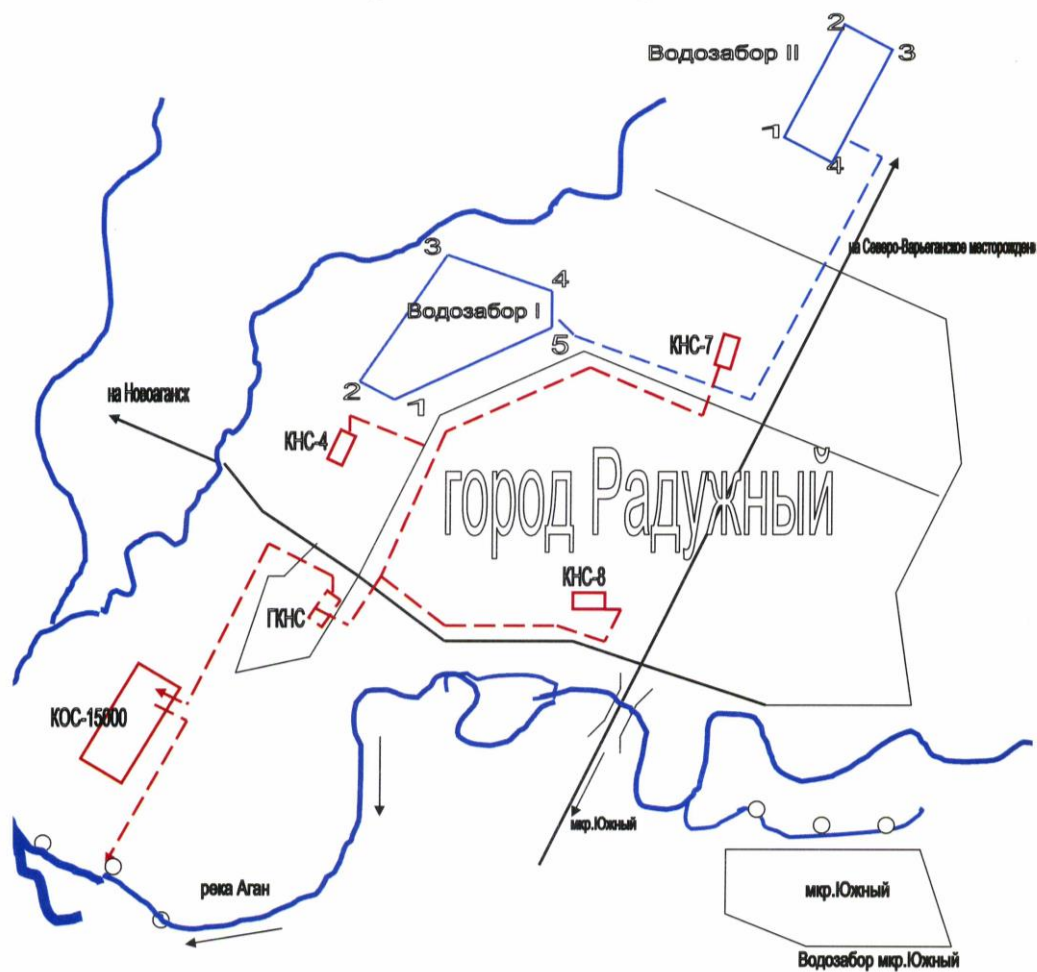 2
Водозабор II
3
1
4
на Северо-Варьеганское месторождени
3
4
Водозабор I
5
КНС-7
на Новоаганск
2
1
КНС-4
город Радужный
КНС-8
ГКНС
КОС-15000
мкр.Южный
река Аган
мкр.Южный
Водозабор мкр.Южный